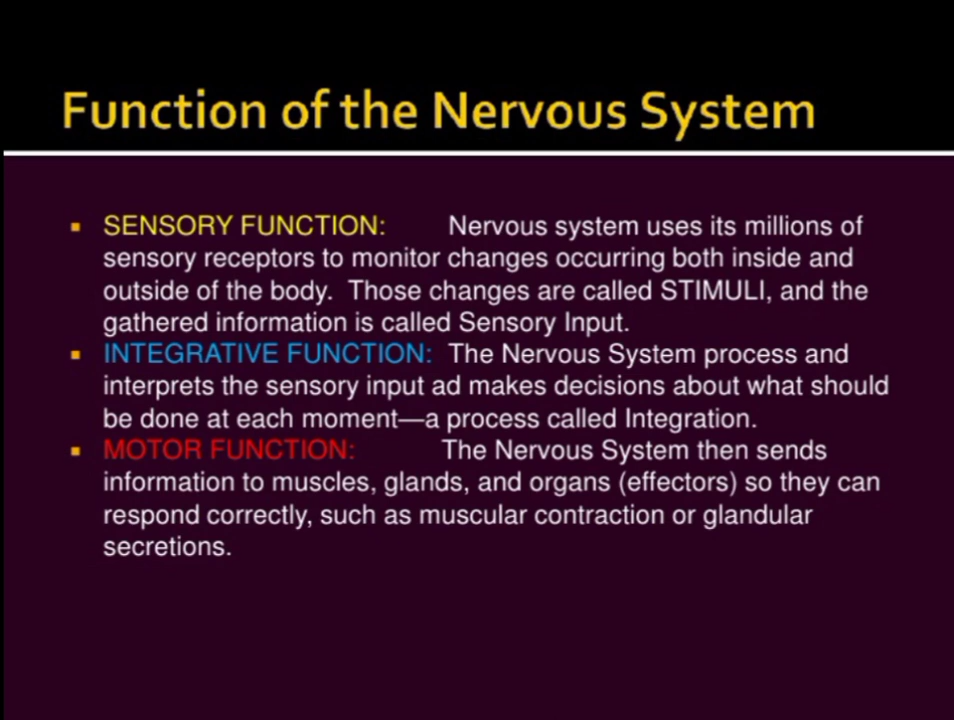 Function of the Nervous System
SENSORY FUNCTION: Nervous system uses its millions of
sensory receptors to monitor changes occurring both inside and
outside of the body. Those changes are called STIMULI, and the
gathered information is called Sensory Input.
INTEGRATIVE FUNCTION: The Nervous System process and
interprets the sensory input ad makes decisions about what should
be done at each moment—a process called Integration.
MOTOR FUNCTION: The Nervous System then sends
information to muscles, glands, and organs (effectors) so they can
respond correctly, such as muscular contraction or glandular
secretions.